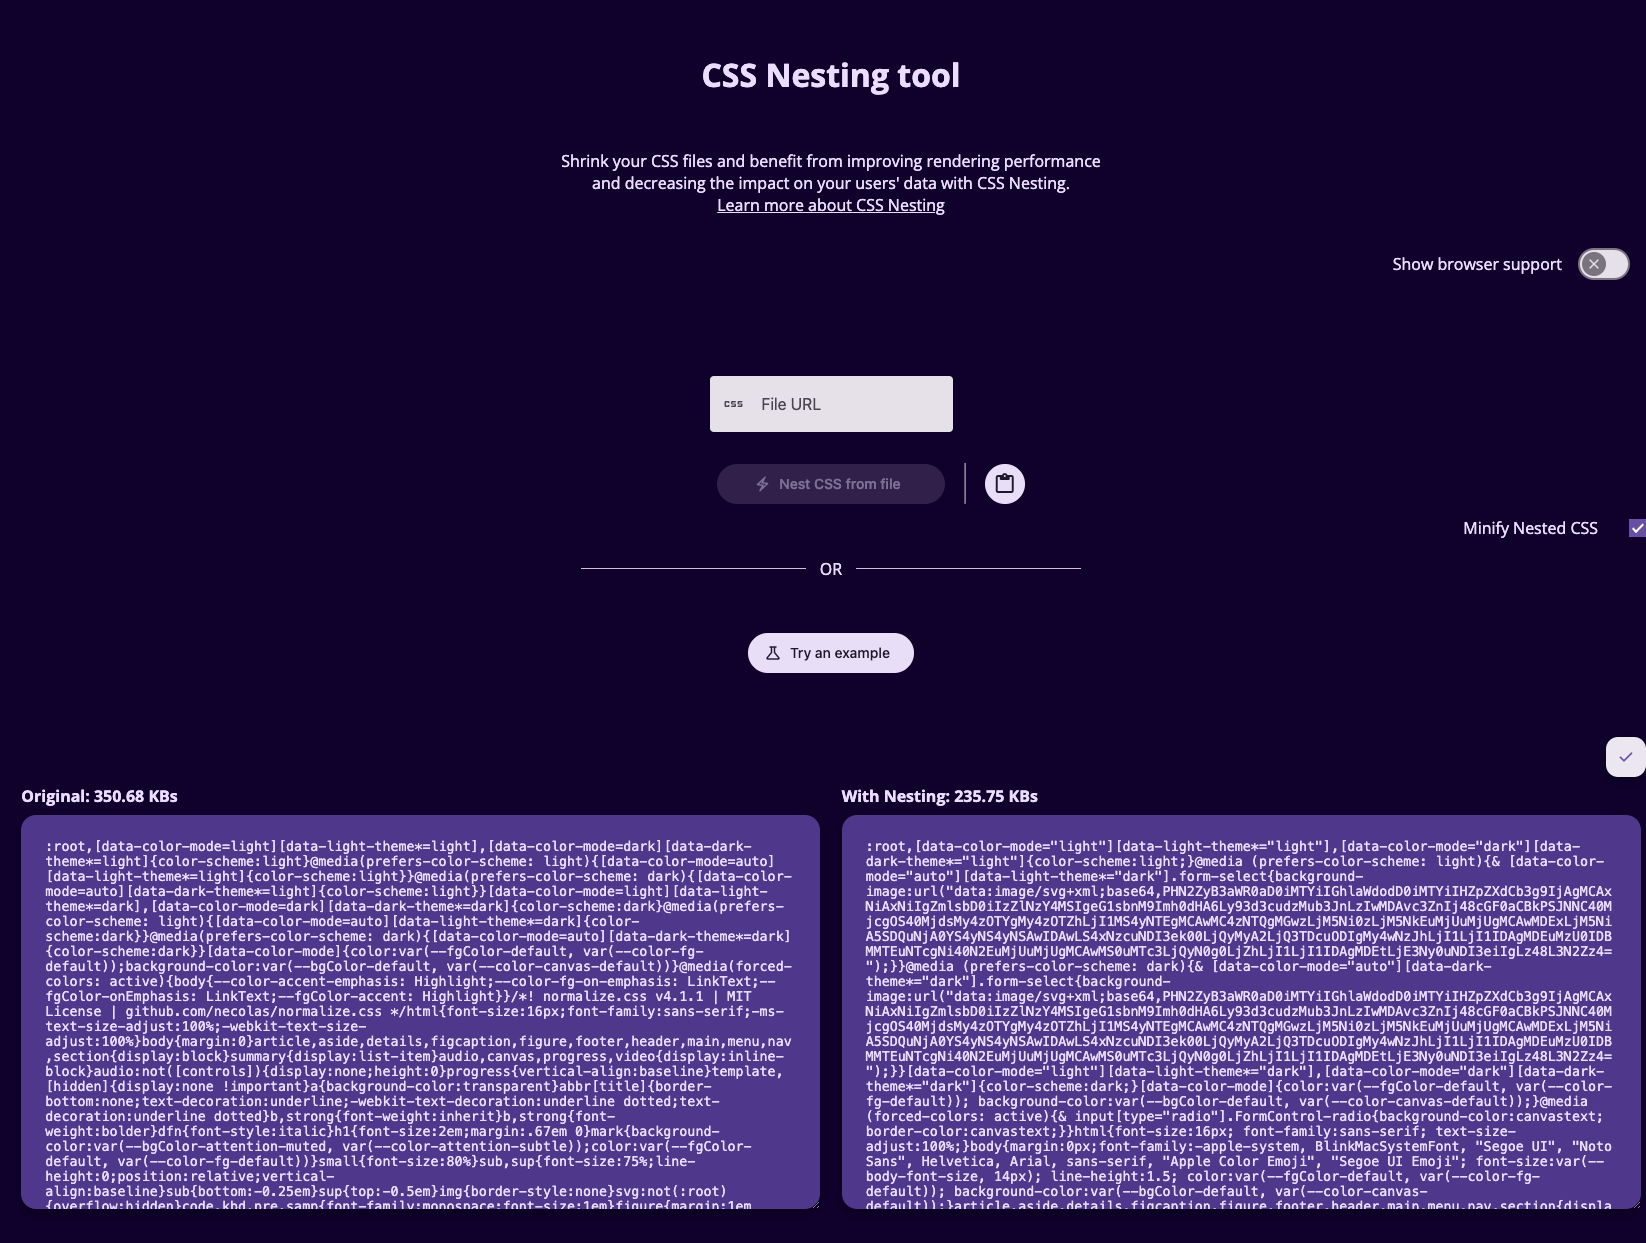 CSS Nesting tool
Shrink your CSS files and benefit from improving rendering performance
and decreasing the impact on your users' data with CSS Nesting.
Learn more about CSS Nesting
Show browser support
css File URL
Nest CSS from file
Minify Nested CSS
OR
Try an example
Original: 350.68 KBs
:root,[data-color-mode=light][data-light-theme*=light],[data-color-mode=dark][data-dark-
theme*=light]{color-scheme:light}@media(prefers-color-scheme: light){[data-color-mode=auto]
[data-light-theme*=light]{color-scheme:light}}@media(prefers-color-scheme: dark){[data-color-
mode=auto][data-dark-theme*=light]{color-scheme:light}}[data-color-mode=light][data-light-
theme*=dark],[data-color-mode=dark][data-dark-theme*=dark]{color-scheme:dark}@media(prefers-
color-scheme: light){[data-color-mode=auto][data-light-theme*=dark]{color-
scheme:dark}}@media(prefers-color-scheme: dark){[data-color-mode=auto][data-dark-theme*=dark]
{color-scheme:dark}}[data-color-mode]{color:var(--fgColor-default, var(--color-fg-
default));background-color:var(--bgColor-default, var(--color-canvas-default))}@media(forced-
colors: active){body{--color-accent-emphasis: Highlight;--color-fg-on-emphasis: LinkText;--
fgColor-onEmphasis: LinkText;--fgColor-accent: Highlight}}/*! normalize.css v4.1.1 | MIT
License | github.com/necolas/normalize.css */html{font-size:16px;font-family:sans-serif;-ms-
text-size-adjust:100%;-webkit-text-size-
adjust:100%}body{margin:0}article,aside,details,figcaption,figure,footer,header,main,menu,nav
,section{display:block}summary{display:list-item}audio,canvas,progress,video{display:inline-
block}audio:not([controls]){display:none;height:0}progress{vertical-align:baseline}template,
[hidden]{display:none !important}a{background-color:transparent}abbr[title]{border-
bottom:none;text-decoration:underline;-webkit-text-decoration:underline dotted;text-
decoration:underline dotted}b,strong{font-weight:inherit}b,strong{font-
weight:bolder}dfn{font-style:italic}h1{font-size:2em;margin:.67em 0}mark{background-
color:var(--bgColor-attention-muted, var(--color-attention-subtle));color:var(--fgColor-
default, var(--color-fg-default))}small{font-size:80%}sub,sup{font-size:75%;line-
height:0;position:relative;vertical-
align:baseline}sub{bottom:-0.25em}sup{top:-0.5em}img{border-style:none}svg:not(:root)
{overflow:hidden}code,kbd,pre,samp{font-family:monospace;font-size:1em}figure{margin:1em
With Nesting: 235.75 KBs
:root,[data-color-mode="light"][data-light-theme*="light"],[data-color-mode="dark"][data-
dark-theme*="light"]{color-scheme:light;}@media (prefers-color-scheme: light){& [data-color-
mode="auto"][data-light-theme*="dark"].form-select{background-
image:url("data:image/svg+xml;base64,
");}}@media (prefers-color-scheme: dark){& [data-color-mode="auto"][data-dark-
theme*="dark"].form-select{background-
image:url("data:image/svg+xml;base64,
");}}[data-color-mode="light"][data-light-theme*="dark"],[data-color-mode="dark"][data-dark-
theme*="dark"]{color-scheme:dark;}[data-color-mode]{color:var(--fgColor-default, var(--color-
fg-default)); background-color:var(--bgColor-default, var(--color-canvas-default));}@media
(forced-colors: active){& input[type="radio"].FormControl-radio{background-color:canvastext;
border-color:canvastext;}}html{font-size:16px; font-family:sans-serif; text-size-
adjust:100%;}body{margin:0px;font-family:-apple-system, BlinkMacSystemFont, "Segoe UI", "Noto
Sans", Helvetica, Arial, sans-serif, "Apple Color Emoji", "Segoe UI Emoji"; font-size:var(--
body-font-size, 14px); line-height:1.5; color:var(--fgColor-default, var(--color-fg-
default)); background-color:var(--bgColor-default, var(--color-canvas-
default));}article,aside,details,figcaption,figure,footer,header,main,menu,nav,section{displa